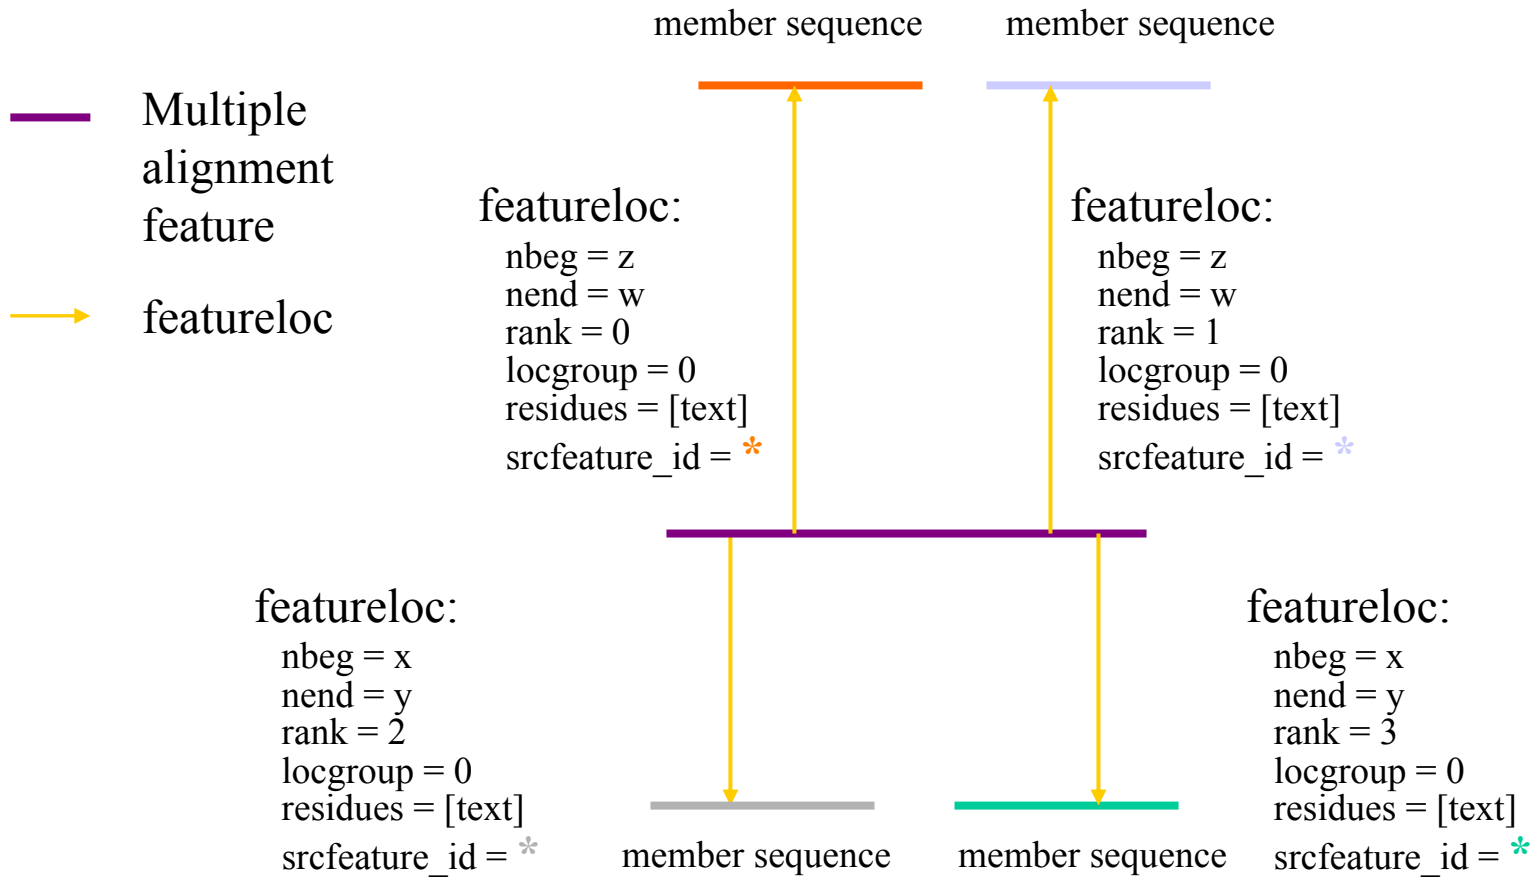 member sequence
member sequence
Multiple
alignment
feature
featureloc
featureloc:
nbeg = z
nend = w
rank = 0
locgroup = 0
residues = [text]
srcfeature_id = *
featureloc:
nbeg = z
nend = w
rank = 1
locgroup = 0
residues = [text]
srcfeature_id = *
featureloc:
nbeg = x
nend = y
rank = 2
locgroup = 0
residues = [text]
srcfeature_id = *
member sequence
member sequence
featureloc:
nbeg = x
nend = y
rank = 3
locgroup = 0
residues = [text]
srcfeature_id = *